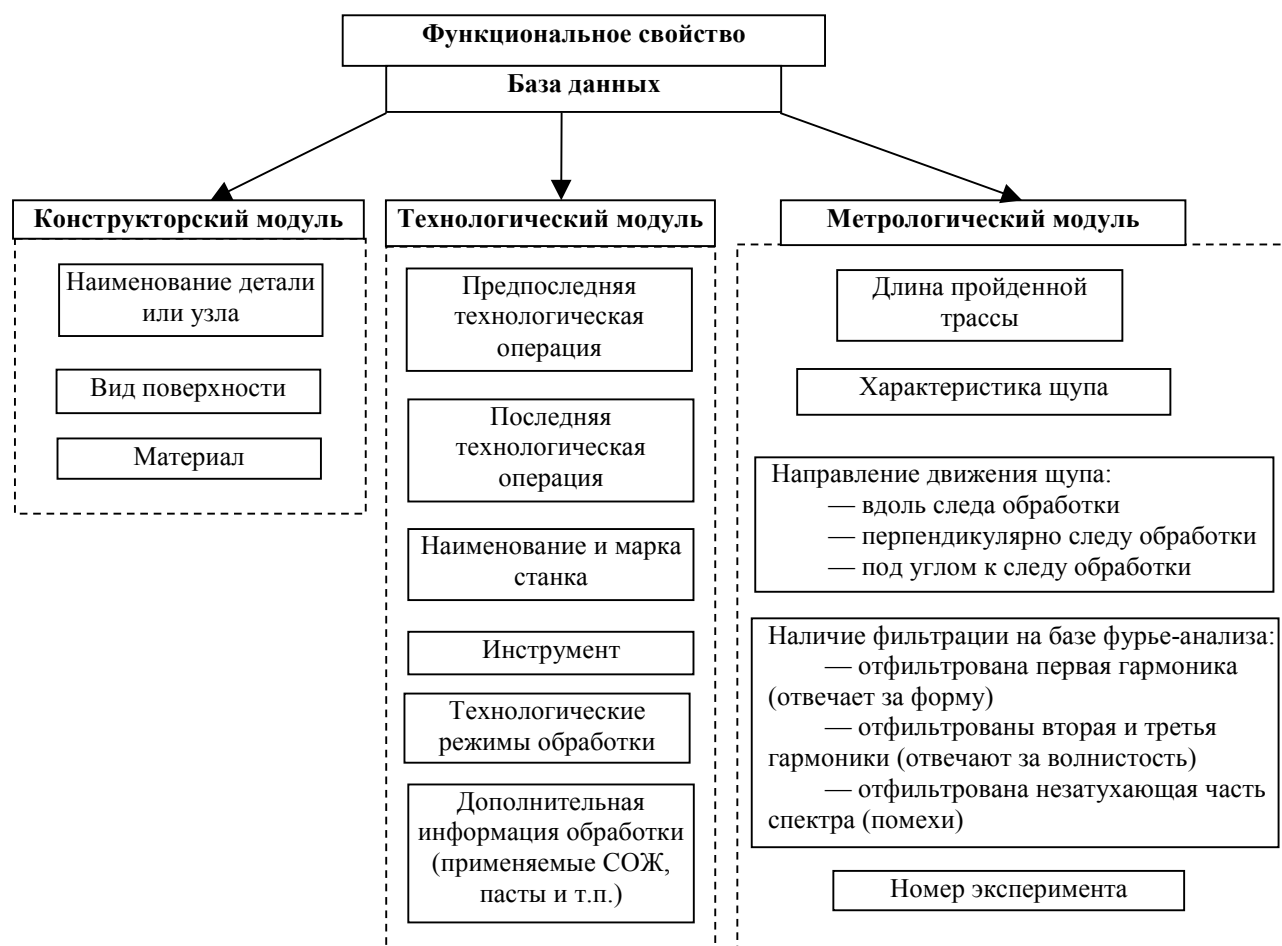 Функциональное свойство
База данных
Конструкторский модуль
Наименование детали
или узла
Вид поверхности
Материал
Технологический модуль
Предпоследняя
технологическая
операция
Последняя
технологическая
операция
Наименование и марка
станка
Инструмент
Технологические
режимы обработки
Дополнительная
информация обработки
(применяемые СОЖ,
пасты и т.п.)
Метрологический модуль
Длина пройденной
трассы
Характеристика щупа
Направление движения щупа:
— вдоль следа обработки
— перпендикулярно следу обработки
— под углом к следу обработки
Наличие фильтрации на базе фурье-анализа:
— отфильтрована первая гармоника
(отвечает за форму)
— отфильтрованы вторая и третья
гармоники (отвечают за волнистость)
— отфильтрована незатухающая часть
спектра (помехи)
Номер эксперимента